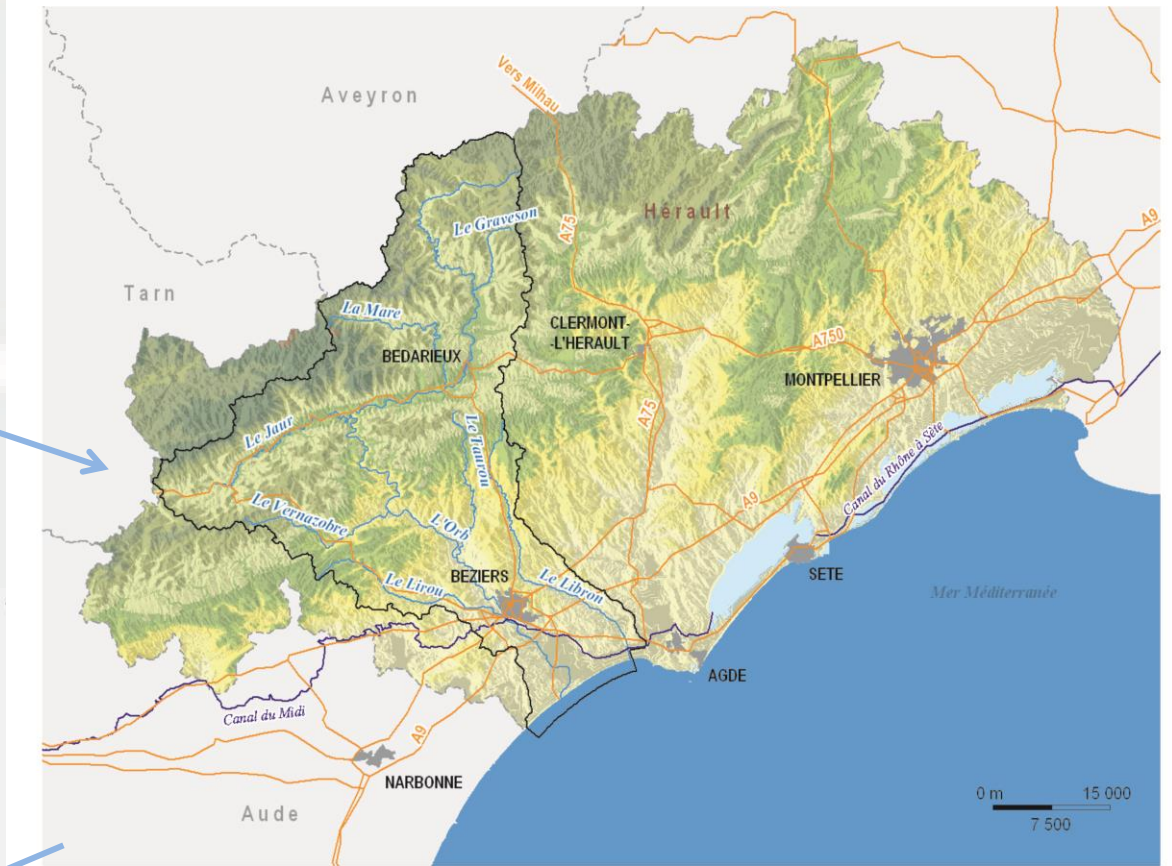 Aveyron
Vers Milhau
Le Graveson
A75
Hérault
A9
Tarn
La Mare
BEDARIEUX
CLERMONT-
-L'HERAULT
A750
MONTPELLIER
Le Jaur
Le Taurou
A75
Canal du Rhône à Sète
Le Vernazobre
L'Orb
A9
BEZIERS
Le Lirou
Le Libron
SETE
Mer Méditerranée
AGDE
Canal du Midi
A9
NARBONNE
Aude
0 m 15 000
7 500